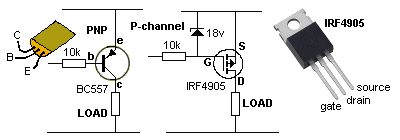 C
B
E
PNP
10k
b
e
c
BC557
LOAD
P-channel
10k
18v
G
S
D
IRF4905
LOAD
IRF4905
gate
drain
source